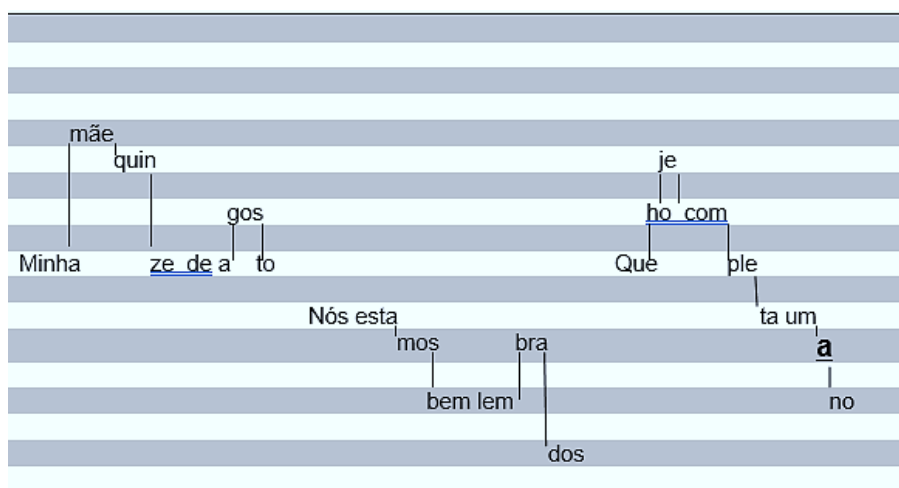 mãe
quin
je
gos
ho com
Minha
ze de a
to
Que
ple
Nós esta
ta um
mos
bra
a
bem lem
no
dos